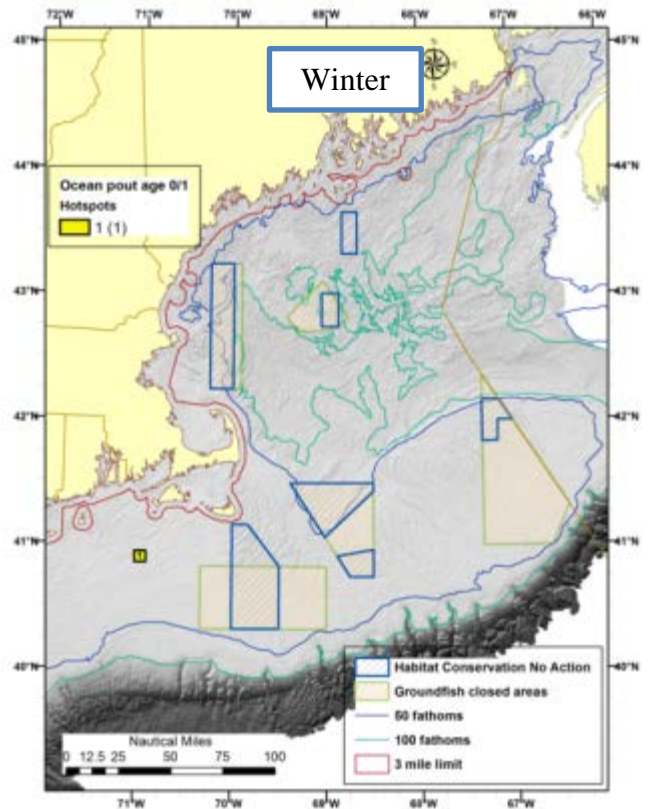 72°W 71°W 70°W 69°W 68°W 67°W 66°W
45°N 45°N
Winter
44°N 44°N
Ocean pout age 0/1
Hotspots
1 (1)
43°N 43°N
42°N 42°N
41°N 41°N
1
40°N 40°N
Habitat Conservation No Action
Groundfish closed areas
50 fathoms
100 fathoms
3 mile limit
Nautical Miles
0 12.5 25 50 75 100
71°W 70°W 69°W 68°W 67°W